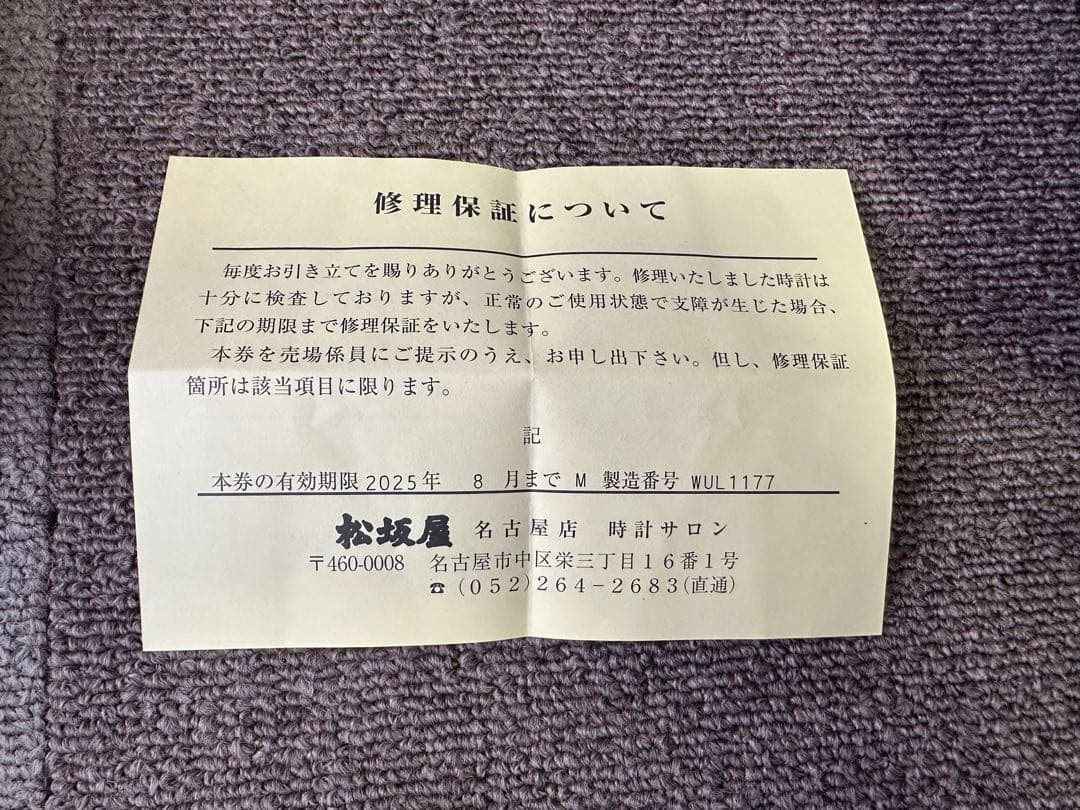 修理保証について
毎度お引き立てを賜りありがとうございます。修理いたしました時計は
十分に検査しておりますが、正常のご使用状態で支障が生じた場合、
下記の期限まで修理保証をいたします。
本券を売場係員にご提示のうえ、お申し出下さい。但し、修理保証
箇所は該当項目に限ります。
記
本券の有効期限2025年 8 月まで M 製造番号 WUL1177
松坂屋 名古屋店 時計サロン
〒460-0008 名古屋市中区栄三丁目16番1号
☎(052)264-2683(直通)